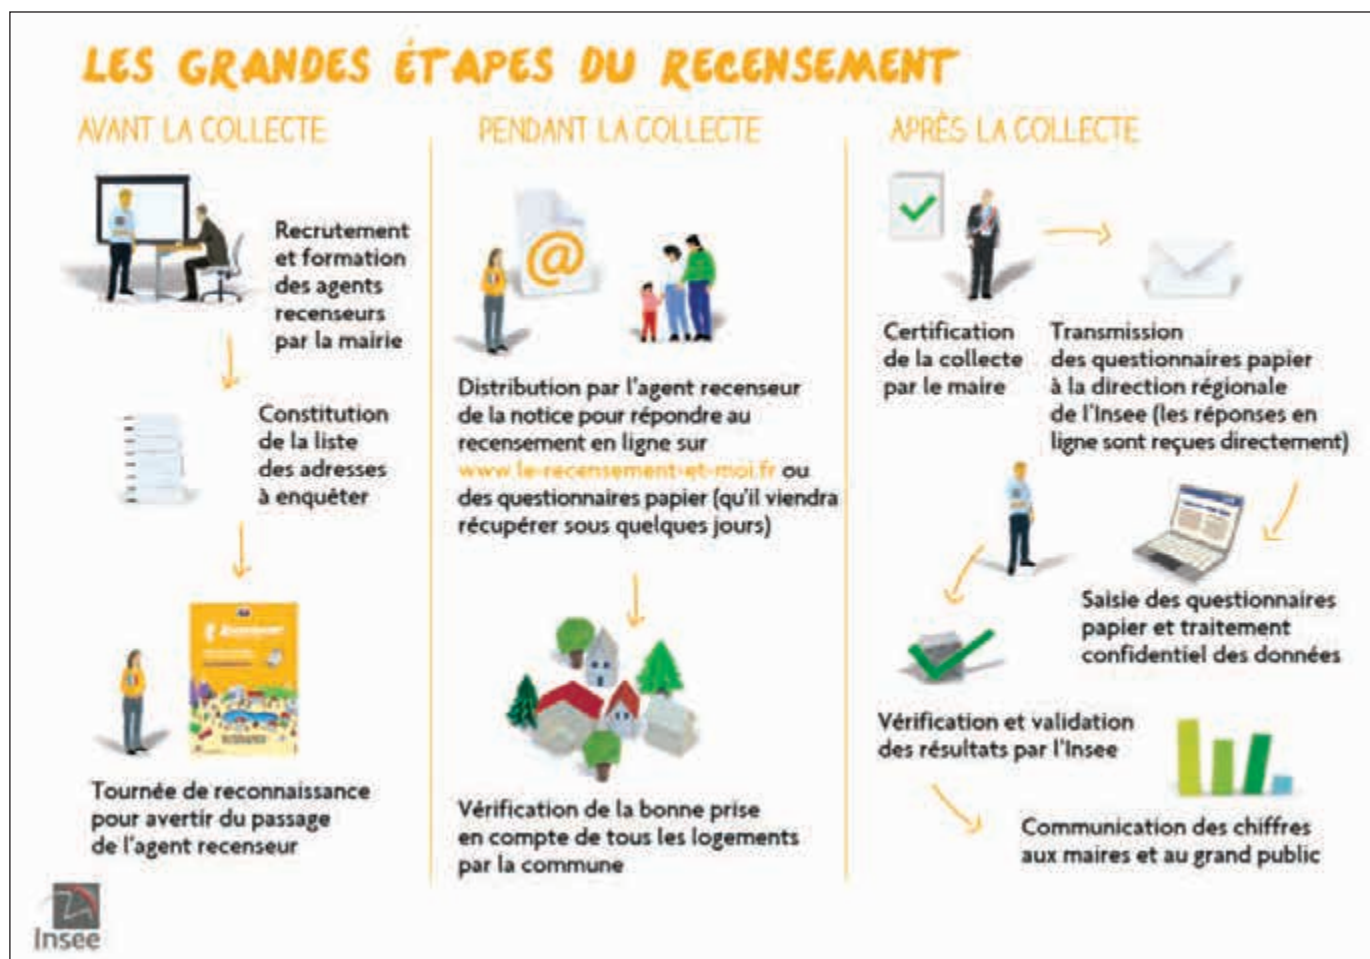 LES GRANDES ÉTAPES DU RECENSEMENT
AVANT LA COLLECTE
Recrutement
et formation
des agents
recenseurs
par la mairie
Constitution
de la liste
des adresses
à enquêter
Tournée de reconnaissance
pour avertir du passage
de l'agent recenseur
PENDANT LA COLLECTE
@
Distribution par l'agent recenseur
de la notice pour répondre au
recensement en ligne sur
www.le-recensement-et-moi.fr ou
des questionnaires papier (qu'il viendra
récupérer sous quelques jours)
Vérification de la bonne prise
en compte de tous les logements
par la commune
APRÈS LA COLLECTE
Certification
de la collecte
par le maire
Transmission
des questionnaires papier
à la direction régionale
de l'Insee (les réponses en
ligne sont reçues directement)
Saisie des questionnaires
papier et traitement
confidentiel des données
Vérification et validation
des résultats par l'Insee
Communication des chiffres
aux maires et au grand public
Insee